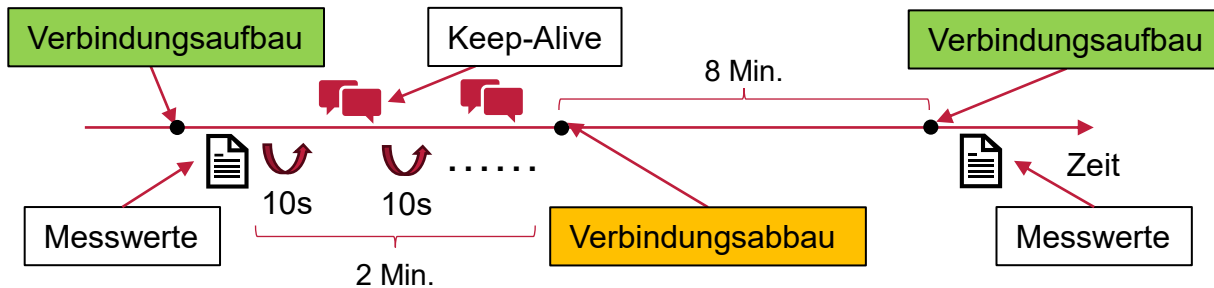 Verbindungsaufbau
Keep-Alive
Verbindungsaufbau
8 Min.
10s
10s
......
Zeit
Messwerte
Verbindungsabbau
Messwerte
2 Min.